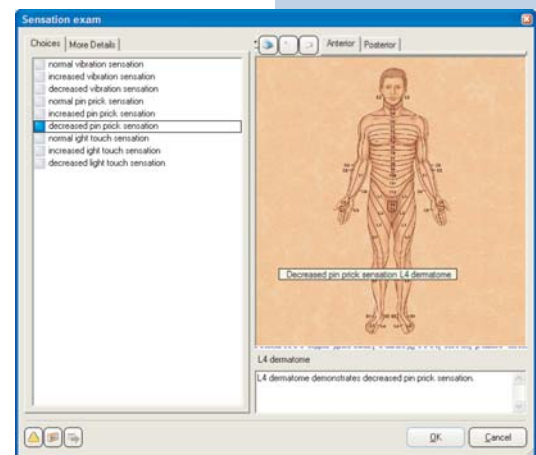 Sensation exam
Choices
More Details
Anterior
Posterior
normal vibration sensation
increased vibration sensation
decreased vibration sensation
normal pin prick sensation
increased pin prick sensation
decreased pin prick sensation
normal ight touch sensation
increased ight touch sensation
decreased light touch sensation
Decreased pin prick sensation L4 dermatome
L4 dermatome
L4 dermatome demonstrates decreased pin prick sensation.
OK
Cancel